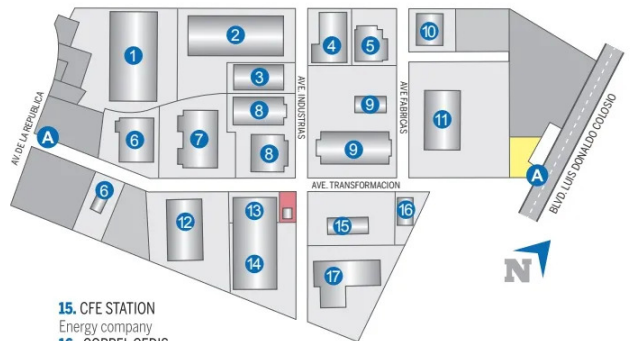 1
2
3
4
5
10
8
9
6
7
8
9
11
AV. DE LA REPUBLICA
AVE. INDUSTRIAS
AVE FABRICAS
BLVD. LUIS DONALDO COLOSIO
A
A
AVE. TRANSFORMACION
6
12
13
14
15
16
17
N
15. CFE STATION
Energy company